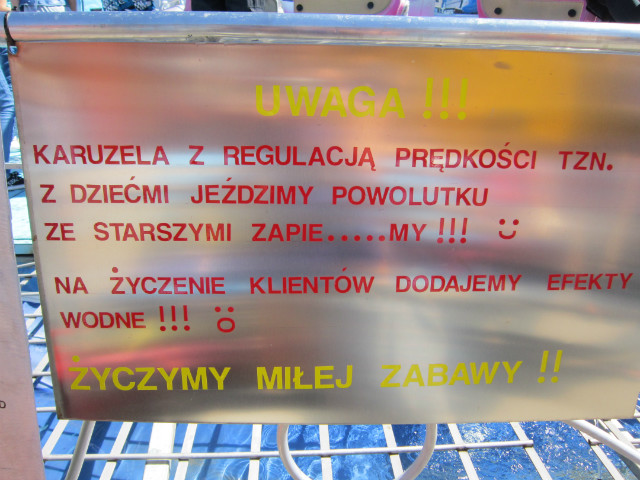 UWAGA !!!
KARUZELA Z REGULACJĄ PRĘDKOŚCI TZN.
Z DZIEĆMI JEŹDZIMY POWOLUTKU
ZE STARSZYMI ZAPIE.....MY !!!
NA ŻYCZENIE KLIENTÓW DODAJEMY EFEKTY
WODNE !!!
ŻYCZYMY MIŁEJ ZABAWY !!